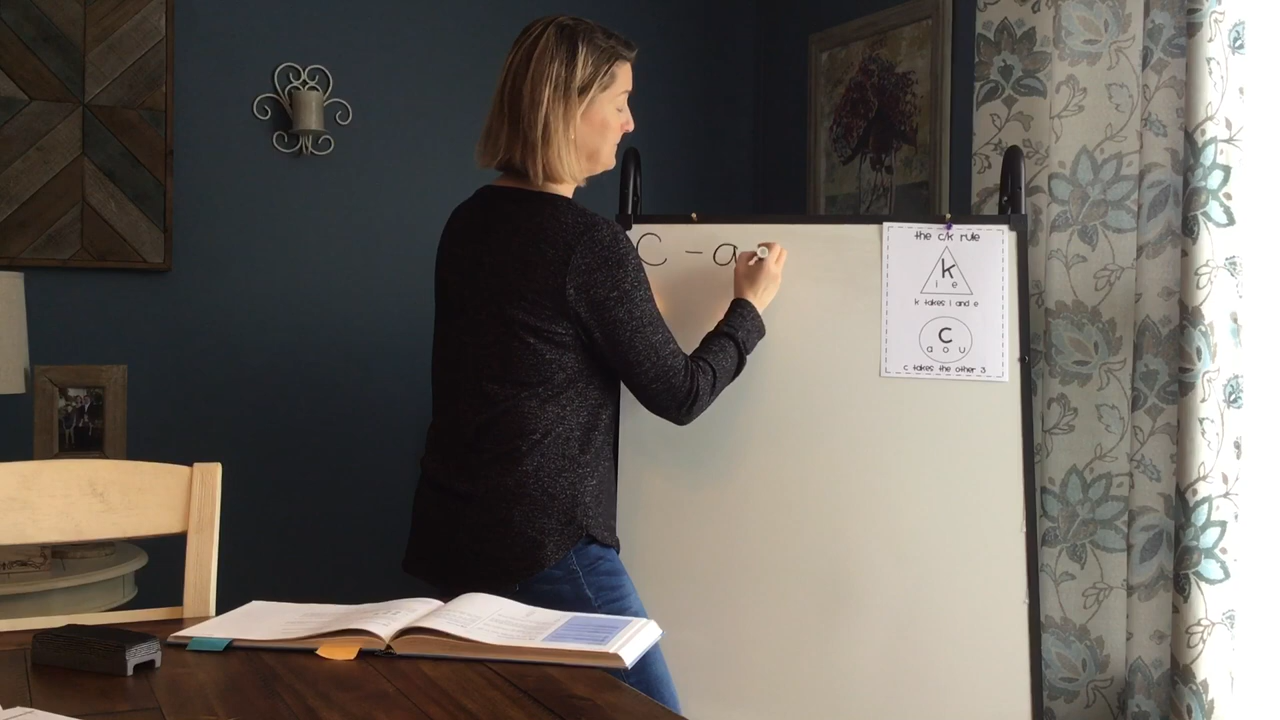 C - a
the c/k rule
k
i e
k takes i and e
c
a o u
c takes the other 3